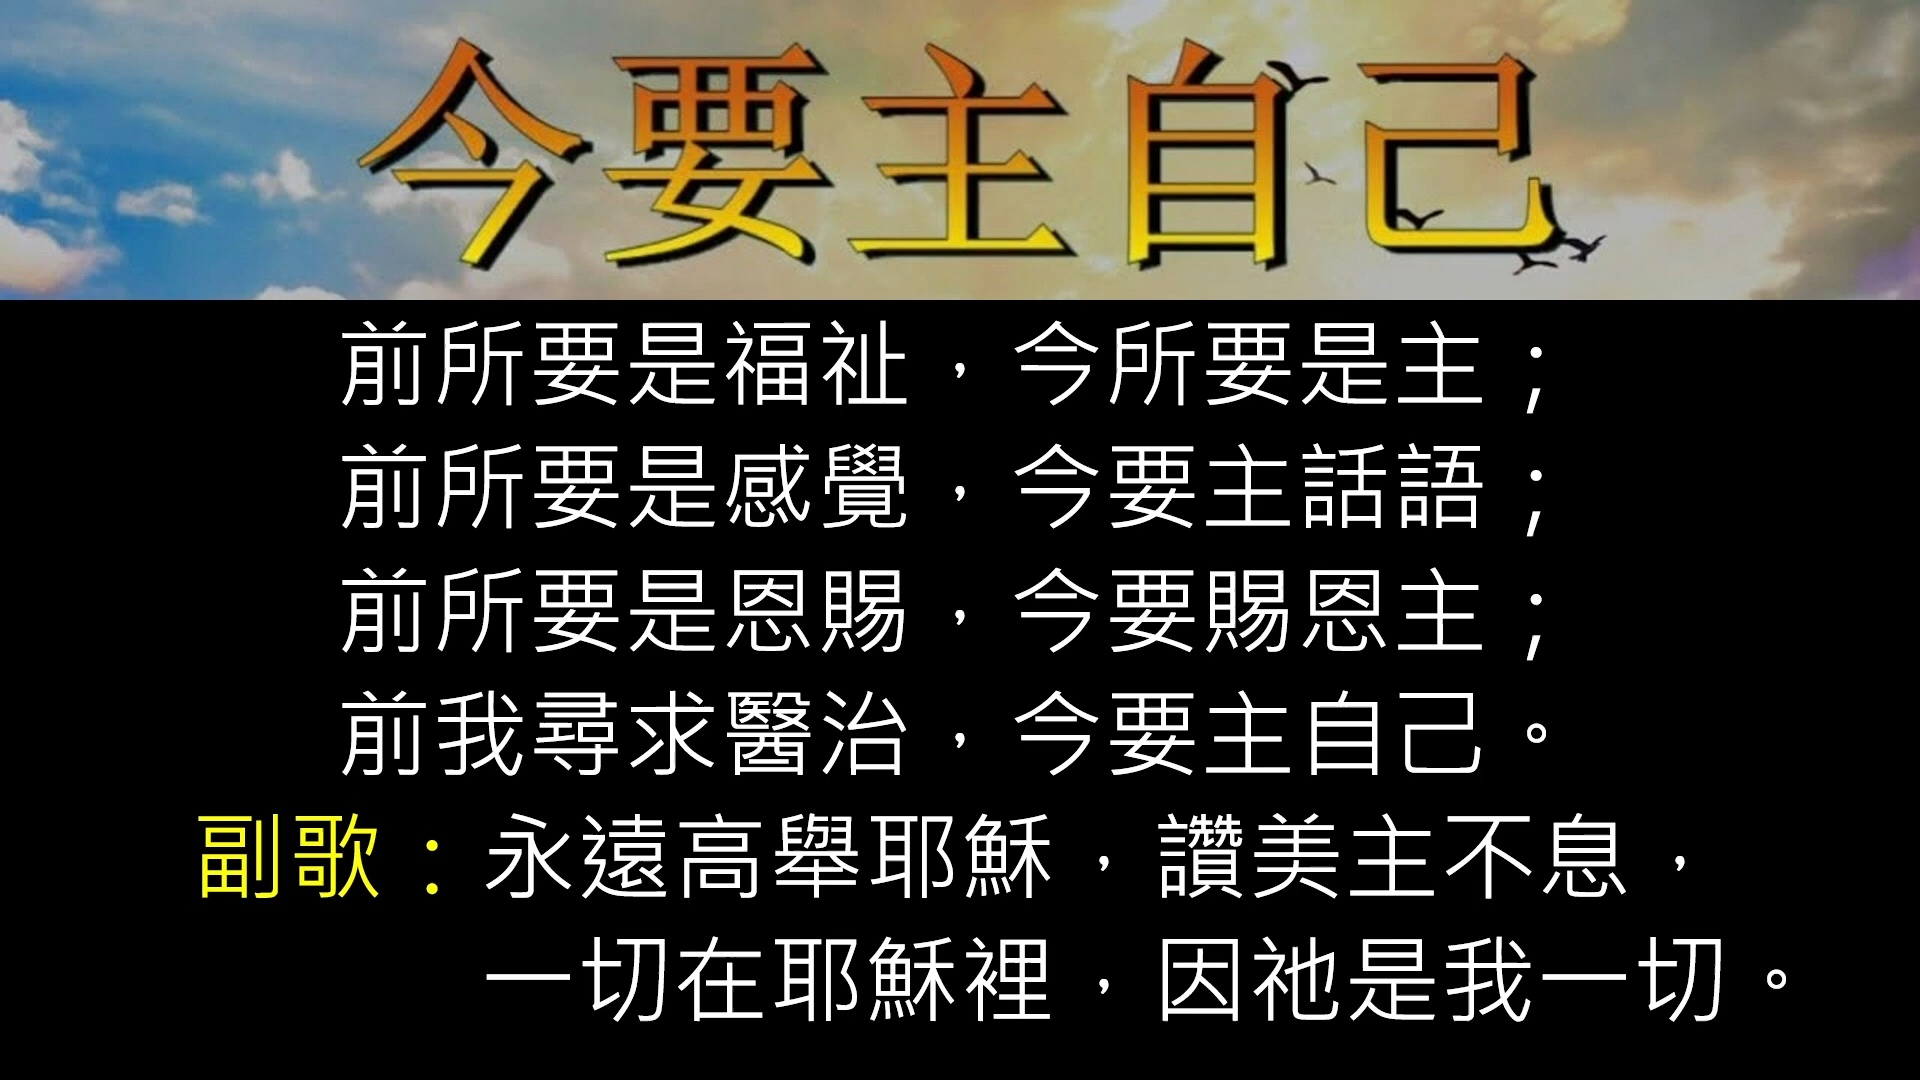 今要主自己
前所要是福祉，今所要是主；
前所要是感覺，今要主話語；
前所要是恩賜，今要賜恩主；
前我尋求醫治，今要主自己。
副歌：永遠高舉耶穌，讚美主不息，
一切在耶穌裡，因祂是我一切。